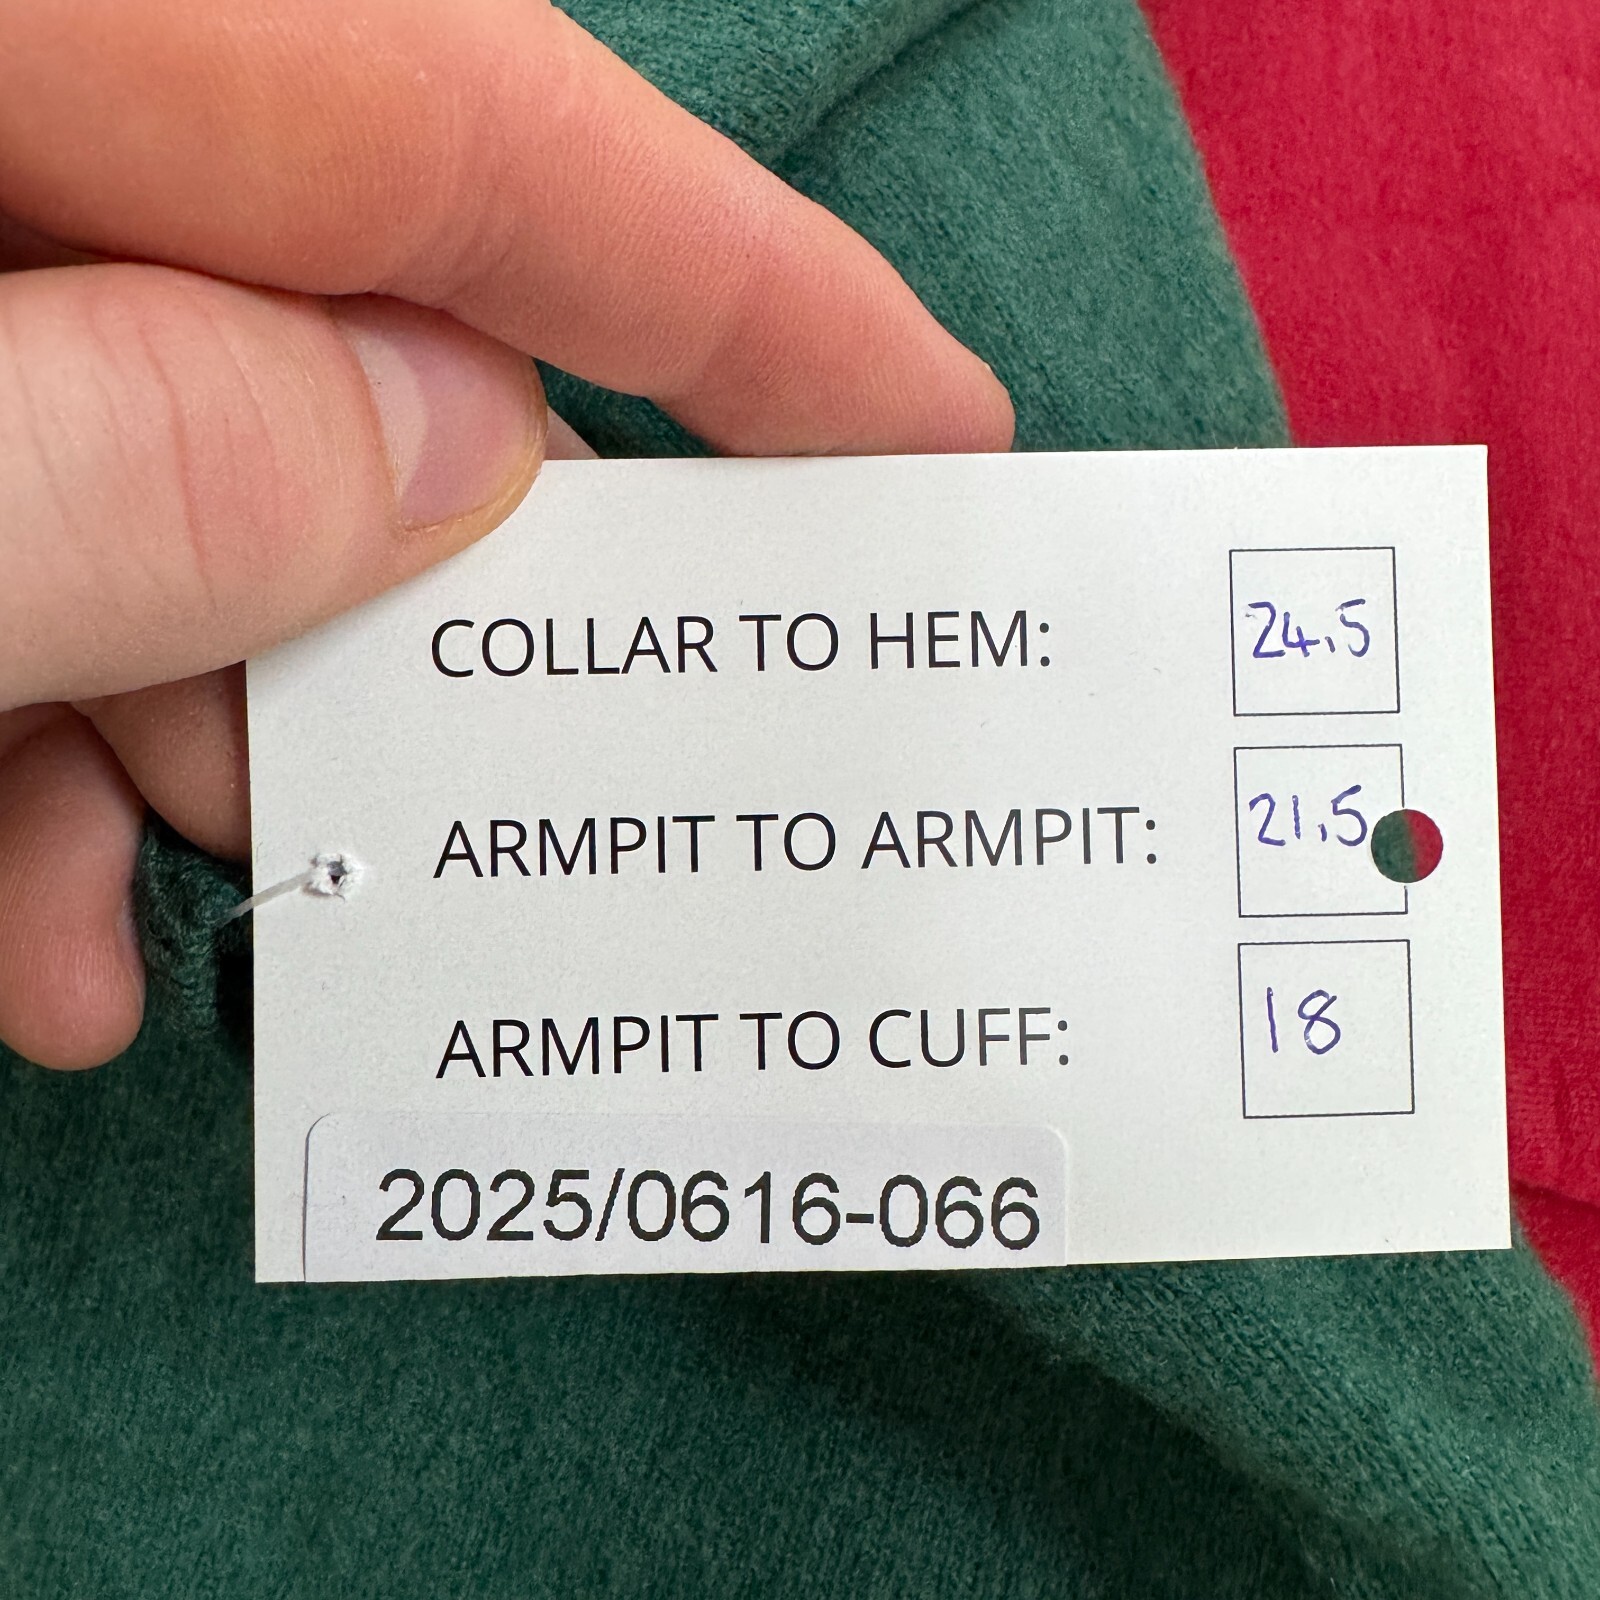 COLLAR TO HEM: 24.5
ARMPIT TO ARMPIT: 21.5
ARMPIT TO CUFF: 18
2025/0616-066